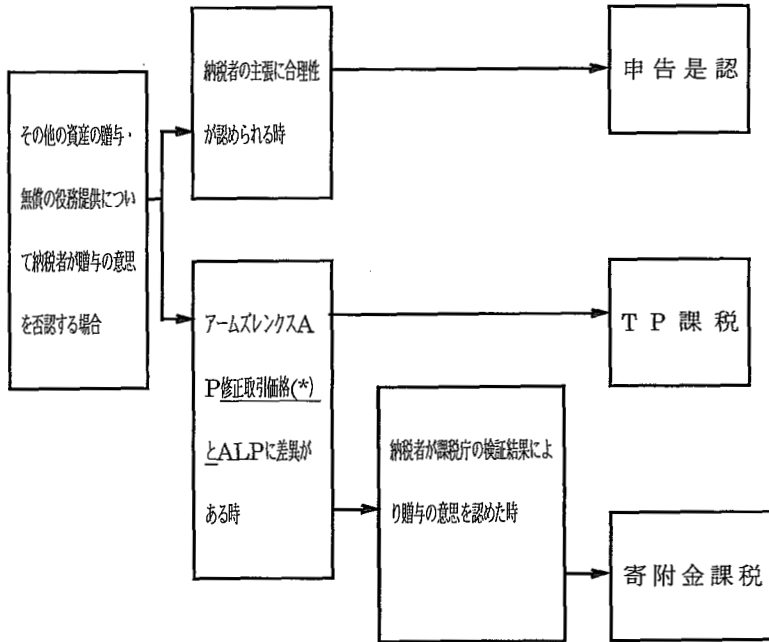 その他の資産の贈与・
無償の役務提供につい
て納税者が贈与の意思
を否認する場合
納税者の主張に合理性
が認められる時
申告是認
アームズレンクスA
P修正取引価格(*)
とALPに差異が
ある時
TP課税
納税者が課税庁の検証結果によ
り贈与の意思を認めた時
寄附金課税